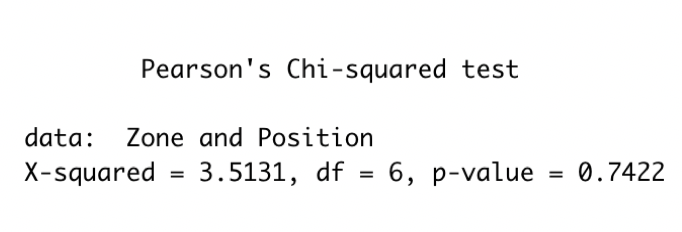 Pearson's Chi-squared test
data:  Zone and Position
X-squared = 3.5131, df = 6, p-value = 0.7422